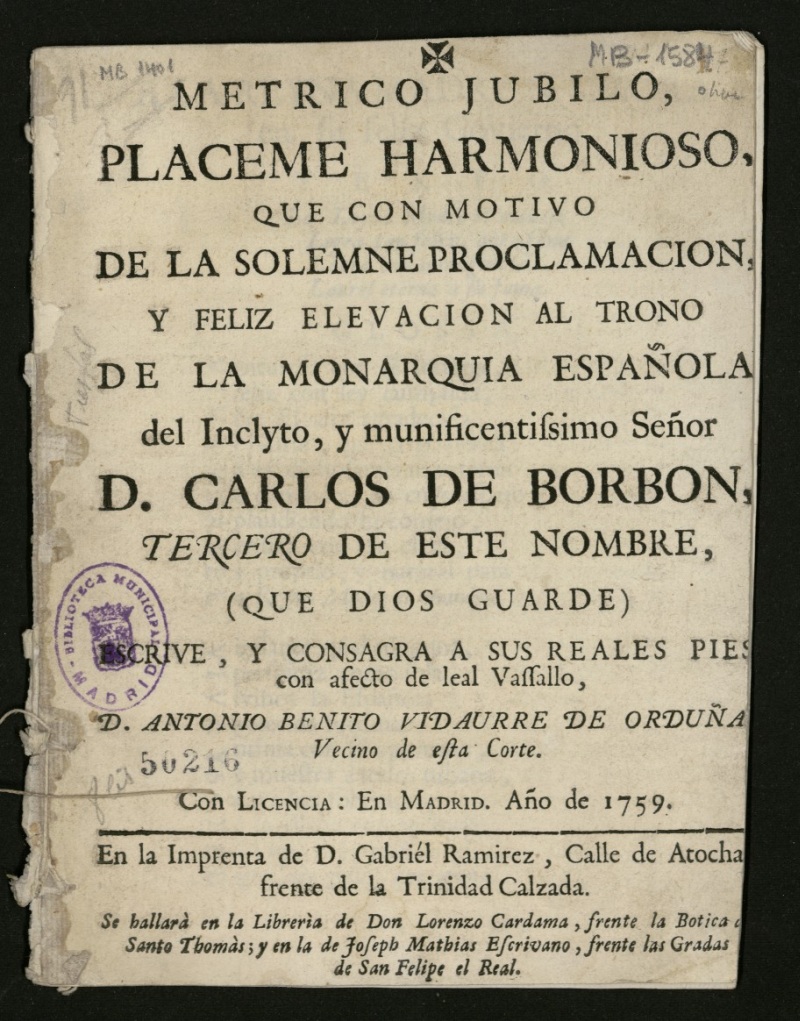 MB 1401
MB-1584
✠
METRICO JUBILO,
PLACEME HARMONIOSO,
QUE CON MOTIVO
DE LA SOLEMNE PROCLAMACION,
Y FELIZ ELEVACION AL TRONO
DE LA MONARQUIA ESPAÑOLA
del Inclyto, y munificentiſsimo Señor
D. CARLOS DE BORBON,
TERCERO DE ESTE NOMBRE,
(QUE DIOS GUARDE)
ESCRIVE, Y CONSAGRA A SUS REALES PIES
con afecto de leal Vaſſallo,
D. ANTONIO BENITO VIDAURRE DE ORDUÑA
Vecino de eſta Corte.
BIBLIOTECA MUNICIPAL - MADRID -
50216
Con LICENCIA: En MADRID. Año de 1759.
En la Imprenta de D. Gabriél Ramirez, Calle de Atocha
frente de la Trinidad Calzada.
Se hallarà en la Librerìa de Don Lorenzo Cardama, frente la Botica
Santo Thomàs; y en la de Joſeph Mathias Eſcrivano, frente las Gradas
de San Felipe el Real.